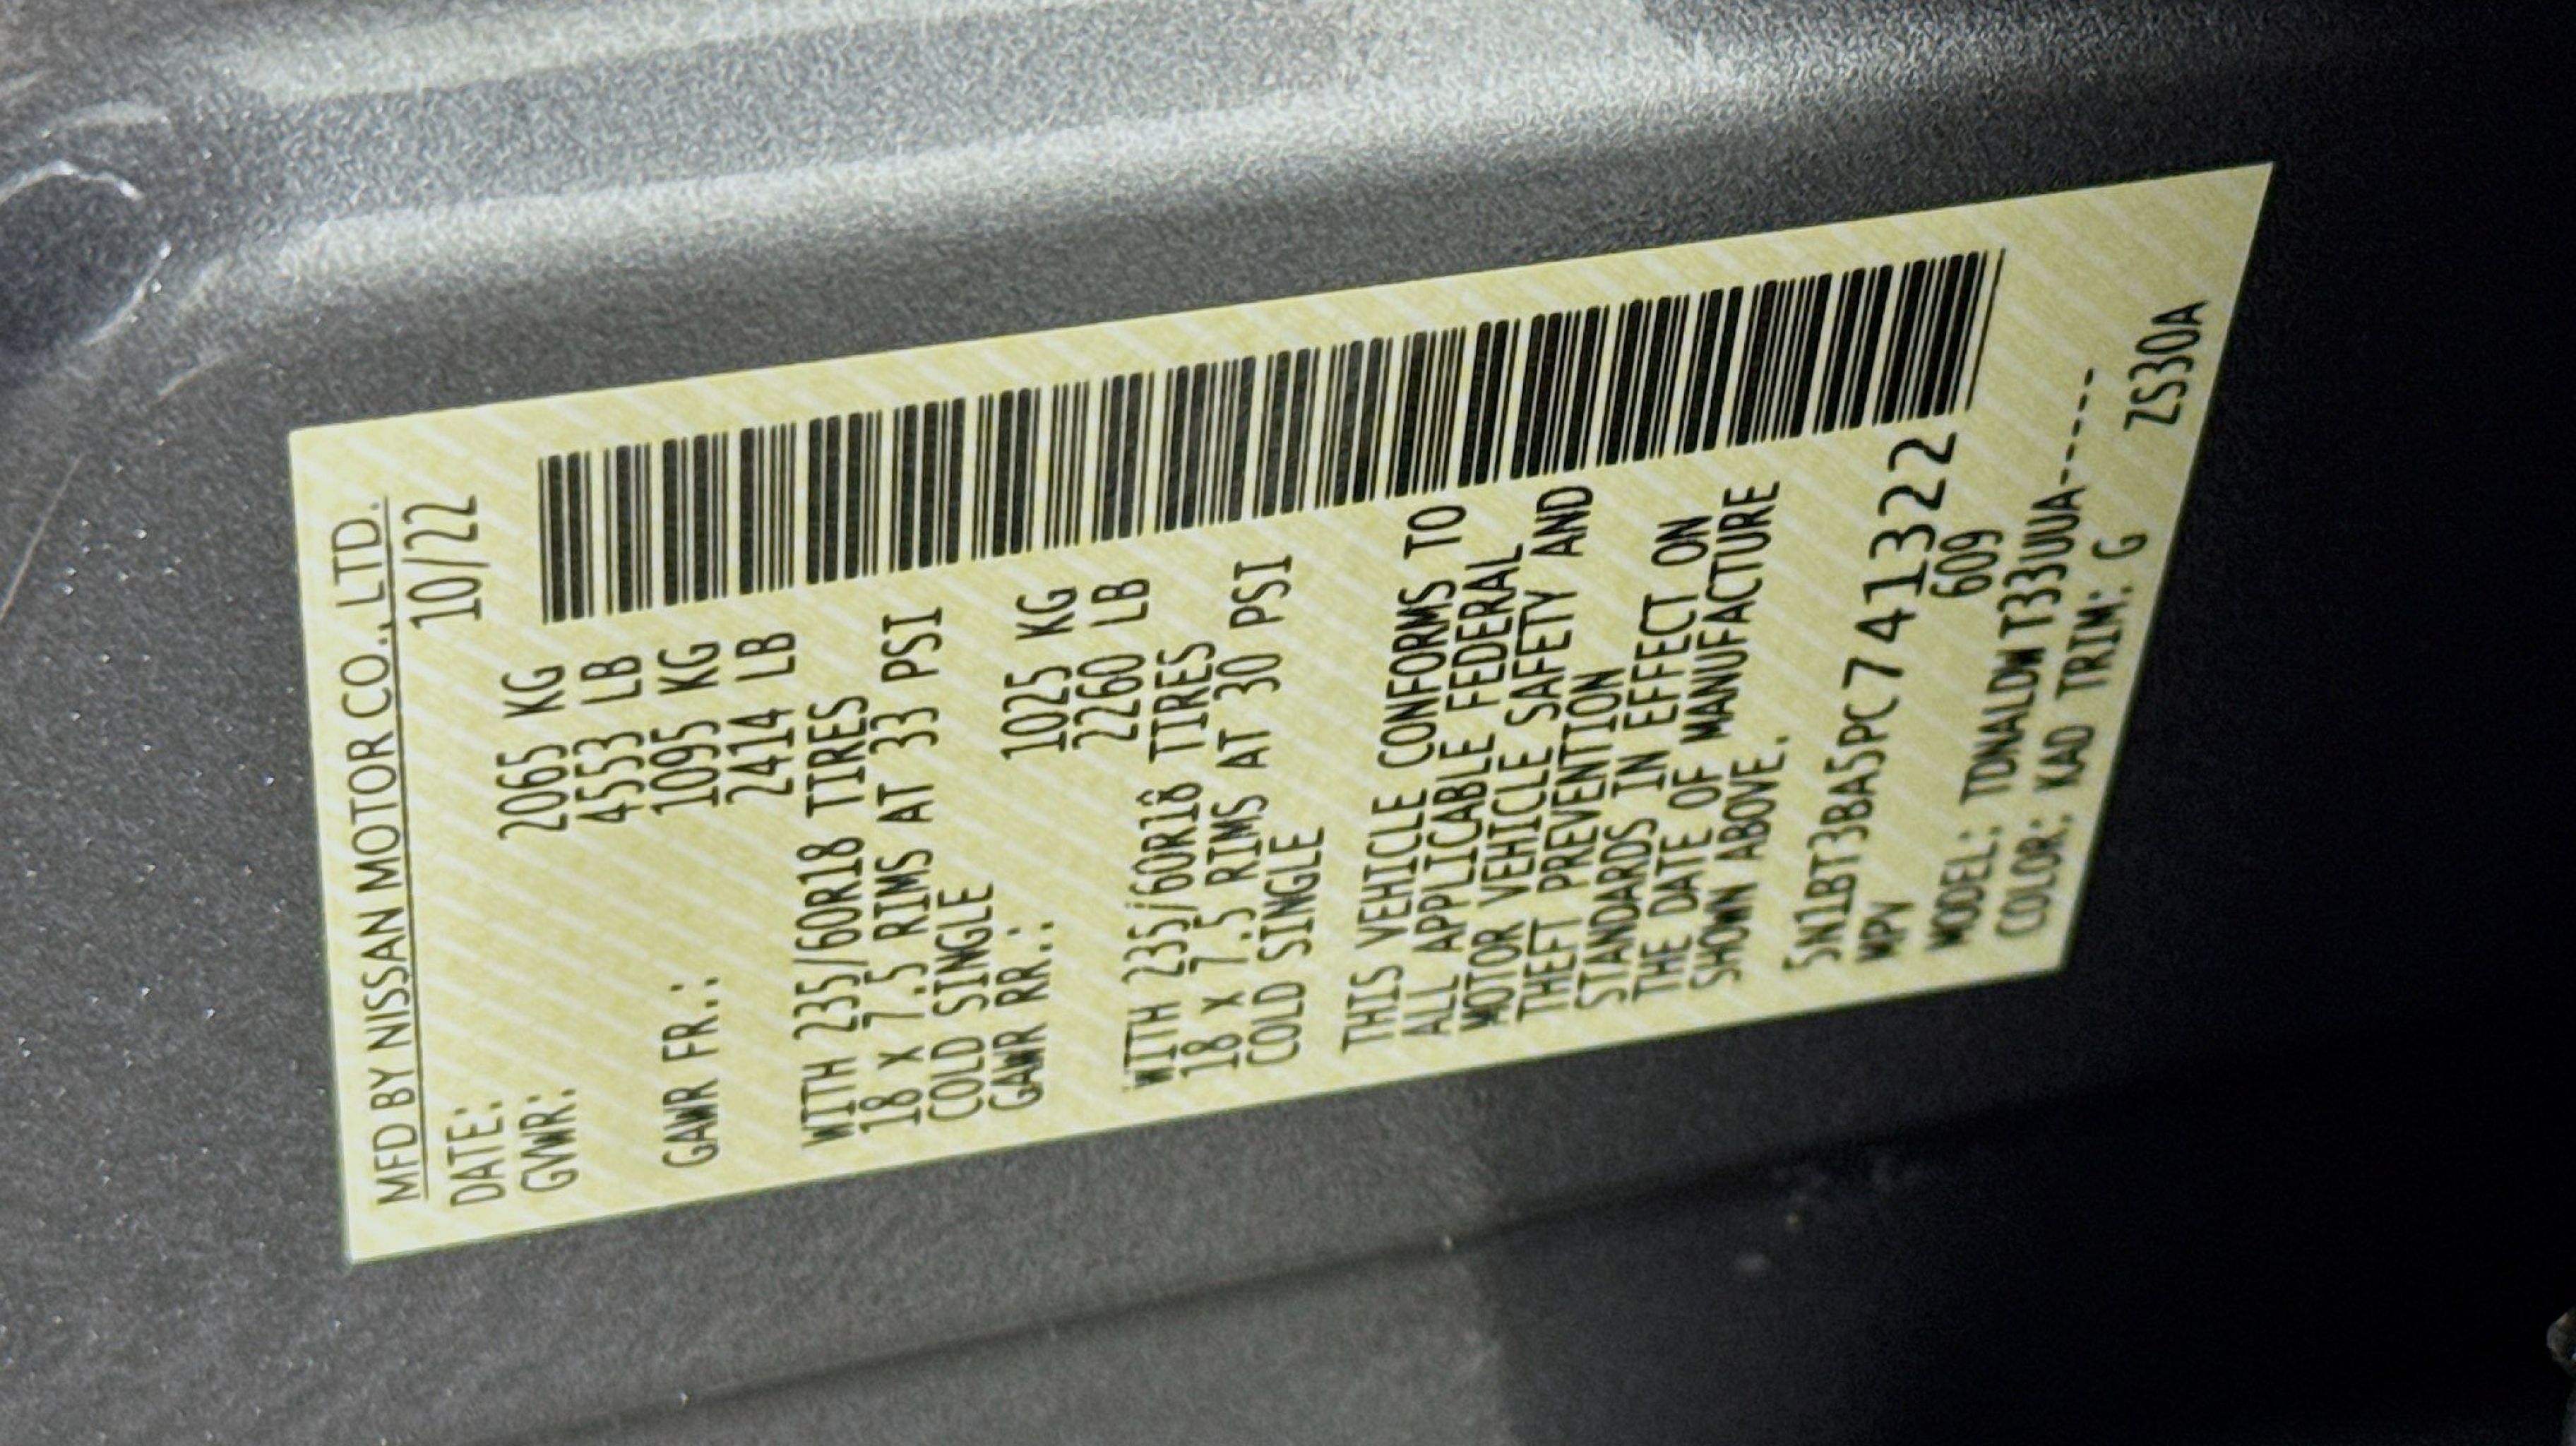 MFD BY NISSAN MOTOR CO., LTD.
DATE: 10/22
GVWR: 2065 KG
4553 LB
GAWR FR.: 1095 KG
2414 LB
WITH 235/60R18 TIRES
18 X 7.5 RIMS AT 33 PSI
COLD SINGLE
GAWR RR.: 1025 KG
2260 LB
WITH 235/60R18 TIRES
18 X 7.5 RIMS AT 30 PSI
COLD SINGLE
THIS VEHICLE CONFORMS TO
ALL APPLICABLE FEDERAL
MOTOR VEHICLE SAFETY AND
THEFT PREVENTION
STANDARDS IN EFFECT ON
THE DATE OF MANUFACTURE
SHOWN ABOVE.
5N1BT3BA5PC741322
MPV 609
MODEL: TDNALDWT33UUA-----
COLOR: KAD TRIM: G
ZS30A